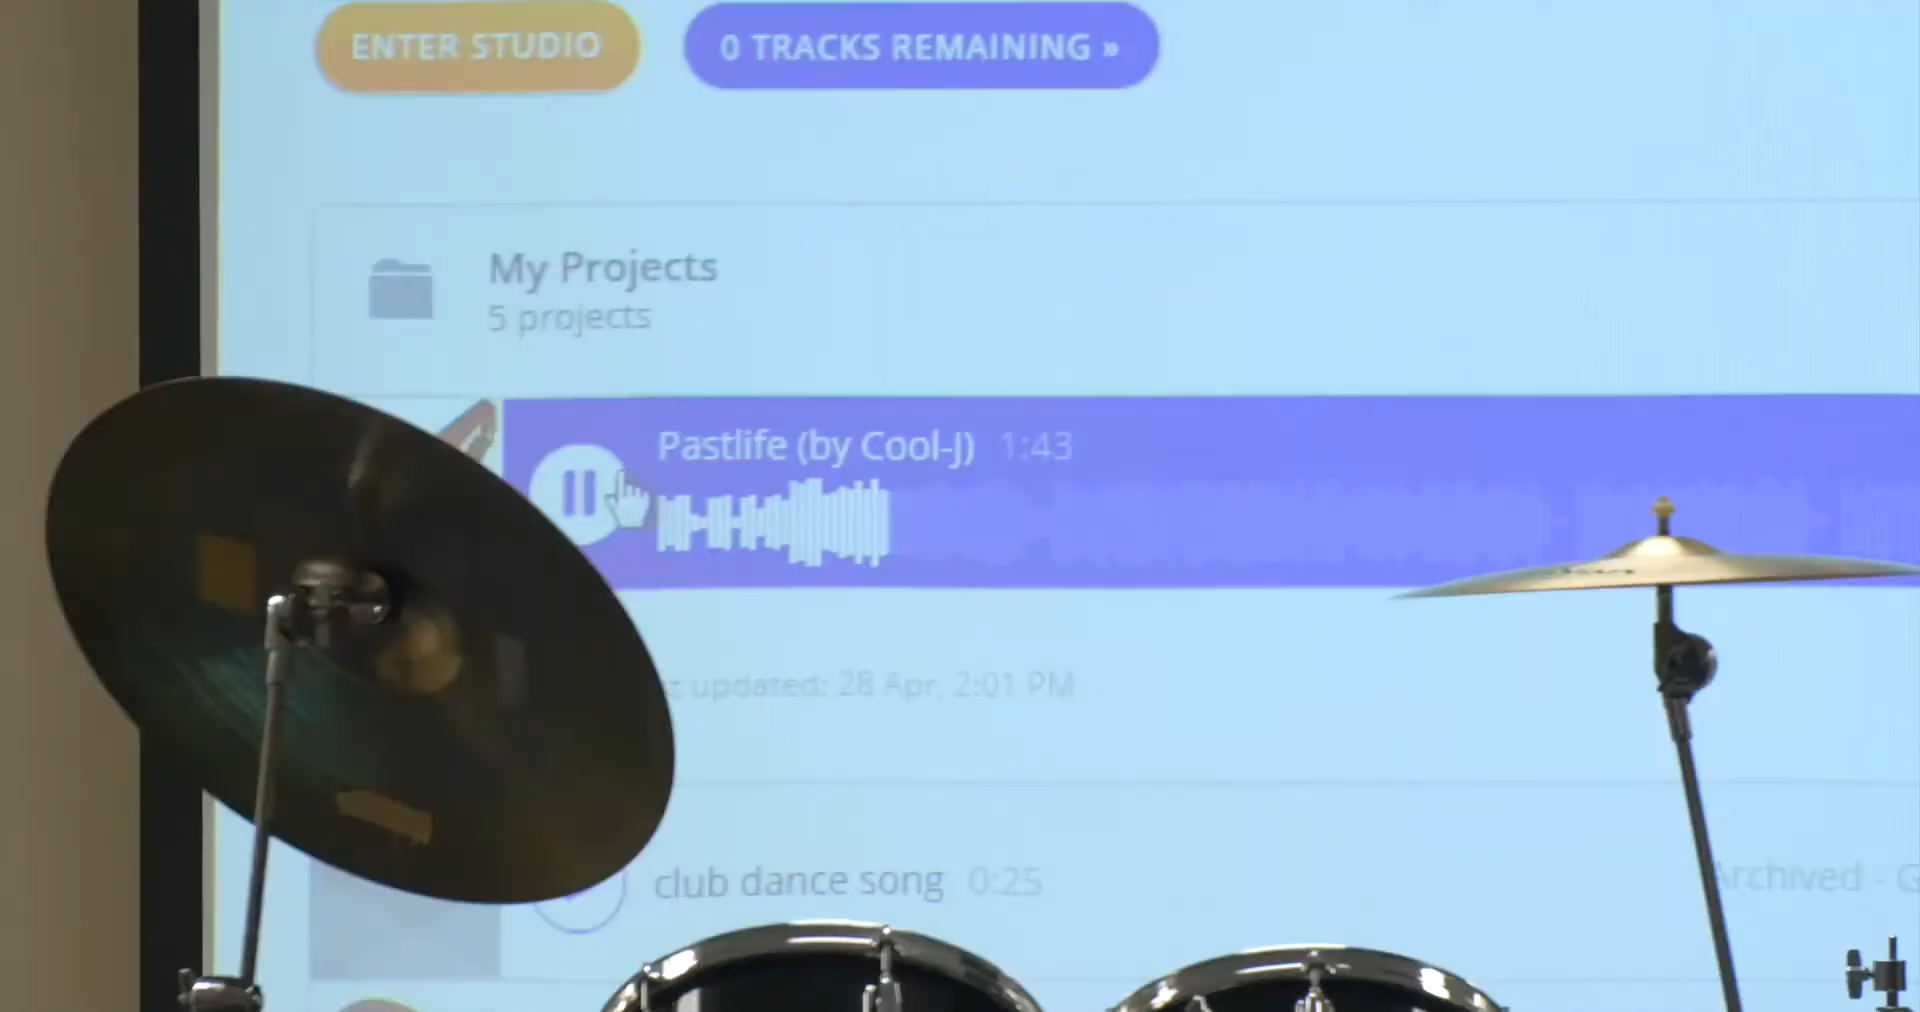 ENTER STUDIO
0 TRACKS REMAINING »
My Projects
5 projects
Pastlife (by Cool-J) 1:43
updated: 28 Apr, 2:01 PM
club dance song 0:25
Archived -